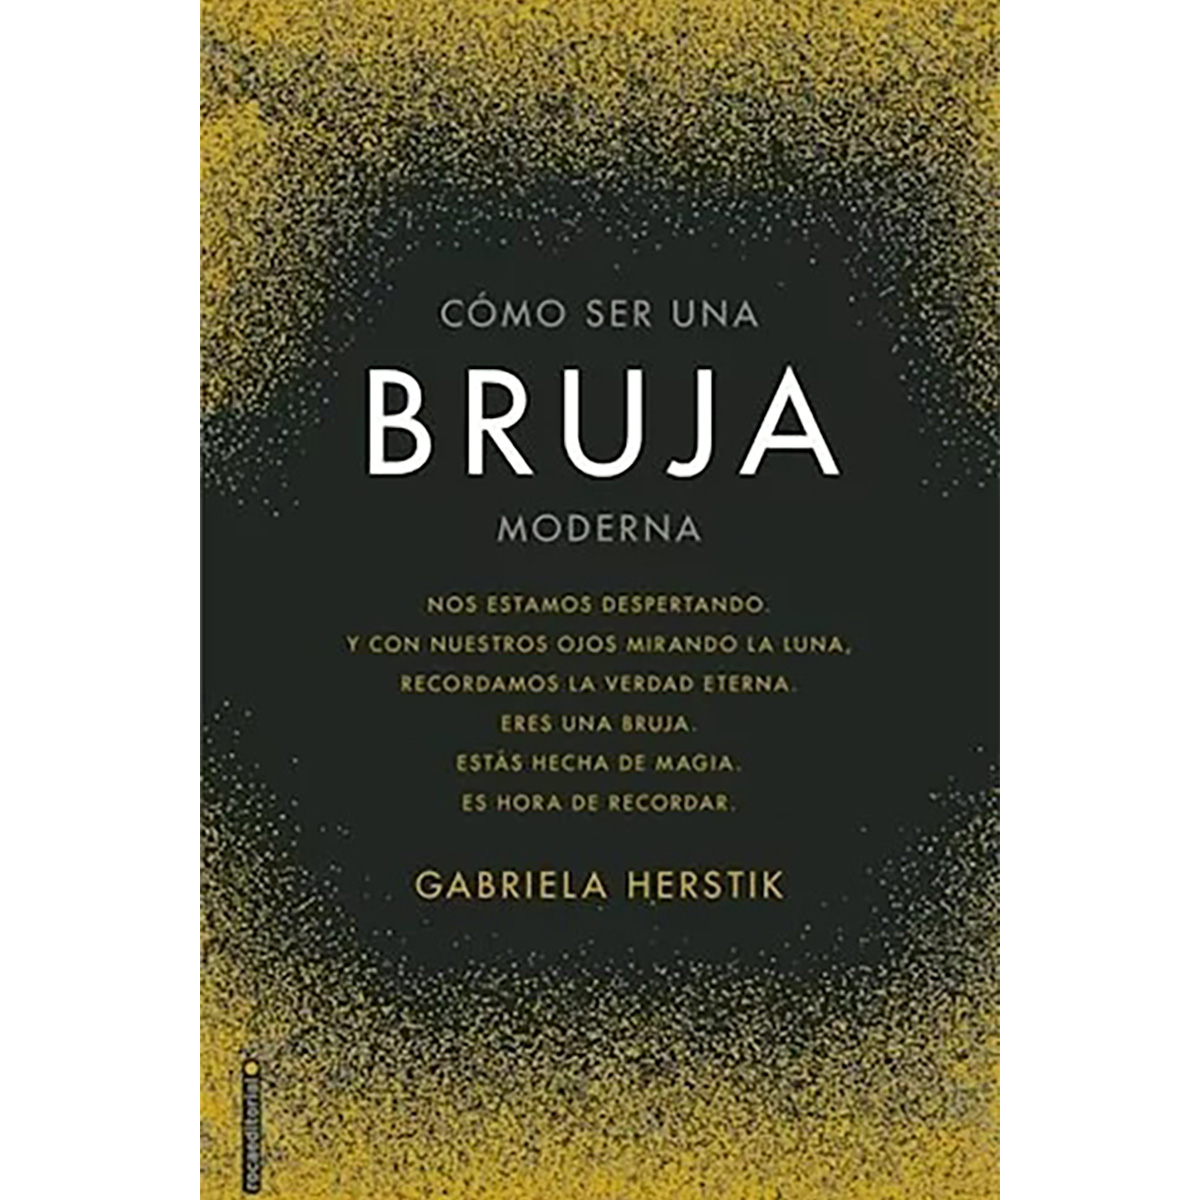 CÓMO SER UNA
BRUJA
MODERNA
NOS ESTAMOS DESPERTANDO.
Y CON NUESTROS OJOS MIRANDO LA LUNA,
RECORDAMOS LA VERDAD ETERNA.
ERES UNA BRUJA.
ESTÁS HECHA DE MAGIA.
ES HORA DE RECORDAR.
GABRIELA HERSTIK
rocaeditorial